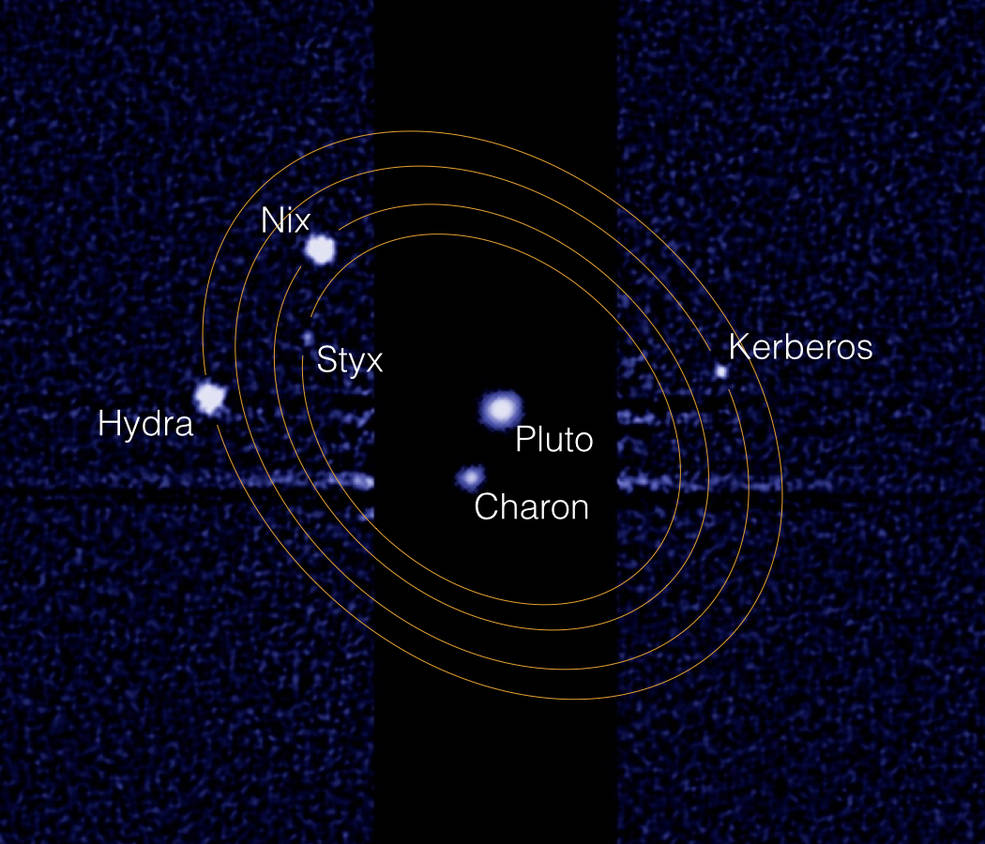 Nix
Kerberos
Styx
Hydra
Pluto
Charon